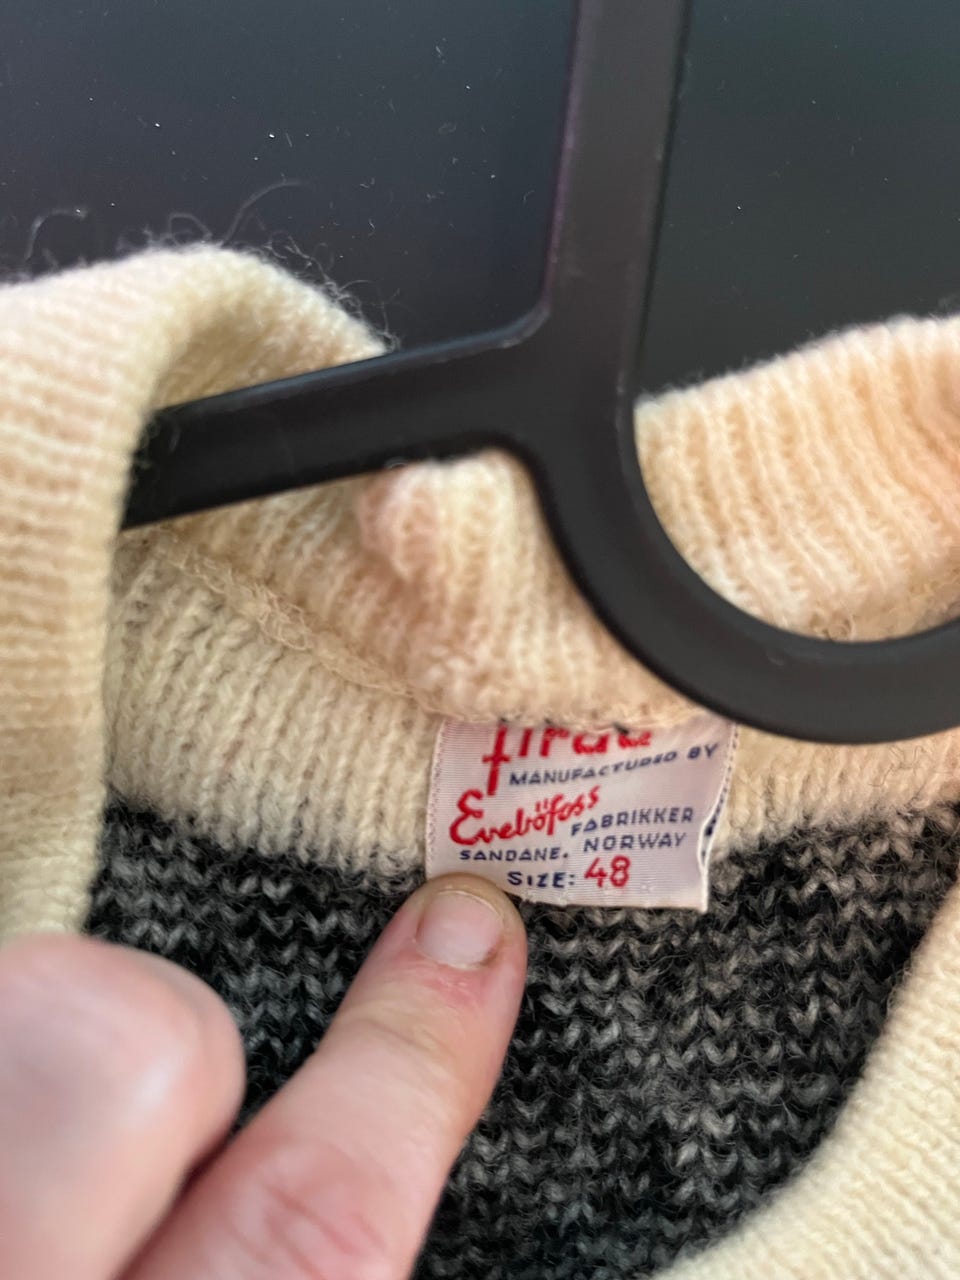 MANUFACTURED BY
Eveböfoss FABRIKKER
SANDANE. NORWAY
SIZE: 48